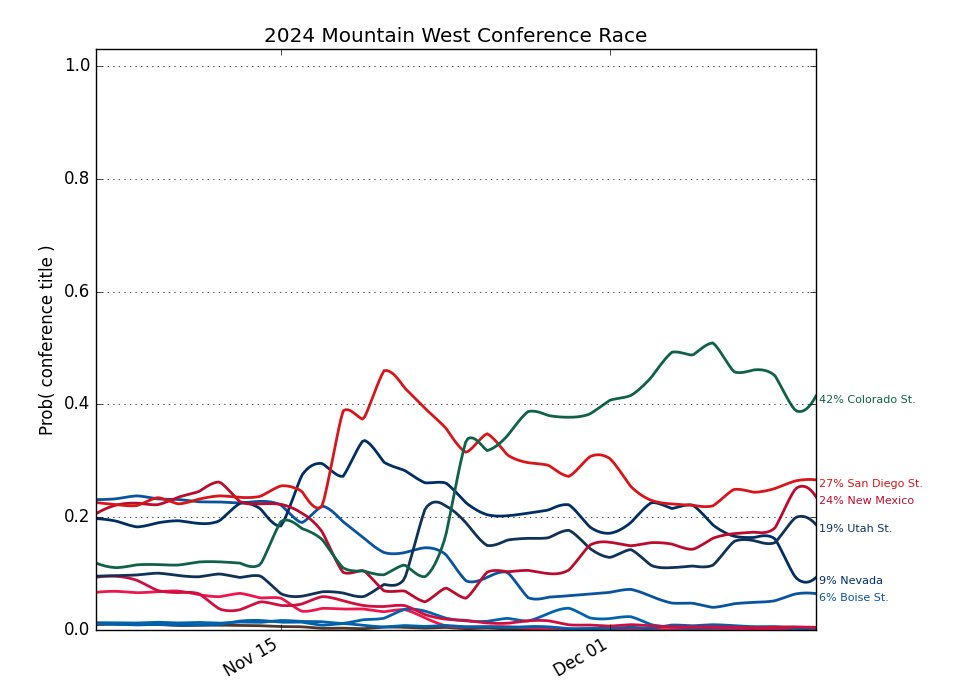 2024 Mountain West Conference Race
Prob( conference title )
1.0
0.8
0.6
0.4
0.2
0.0
Nov 15
Dec 01
42% Colorado St.
27% San Diego St.
24% New Mexico
19% Utah St.
9% Nevada
6% Boise St.